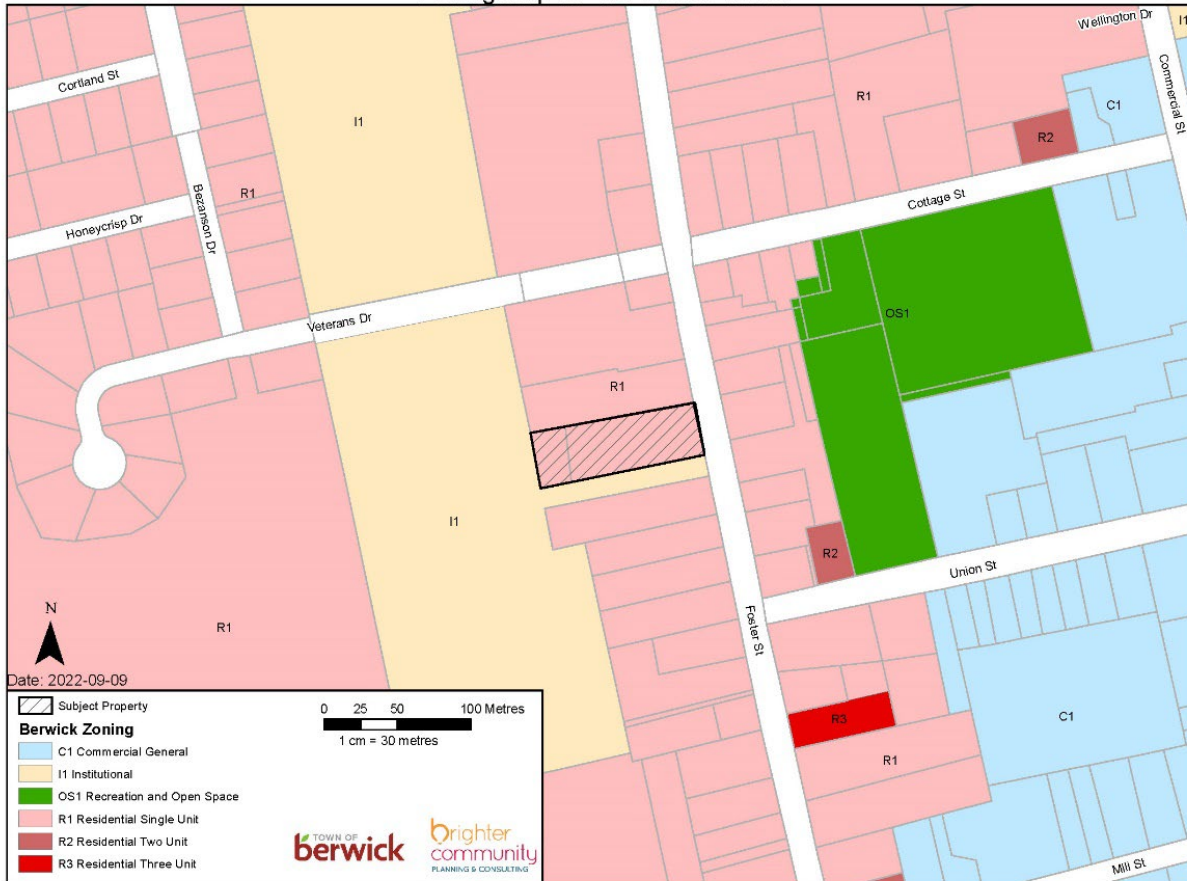 Wellington Dr
I1
Cortland St
Commercial St
I1
R1
C1
R2
R1
Bezanson Dr
Honeycrisp Dr
Cottage St
OS1
Veterans Dr
R1
I1
R2
Union St
Foster St
R1
N
Date: 2022-09-09
R3
C1
R1
Mill St
Subject Property
Berwick Zoning
C1 Commercial General
I1 Institutional
OS1 Recreation and Open Space
R1 Residential Single Unit
R2 Residential Two Unit
R3 Residential Three Unit
0 25 50 100 Metres
1 cm = 30 metres
TOWN OF
berwick
brighter
community
PLANNING & CONSULTING